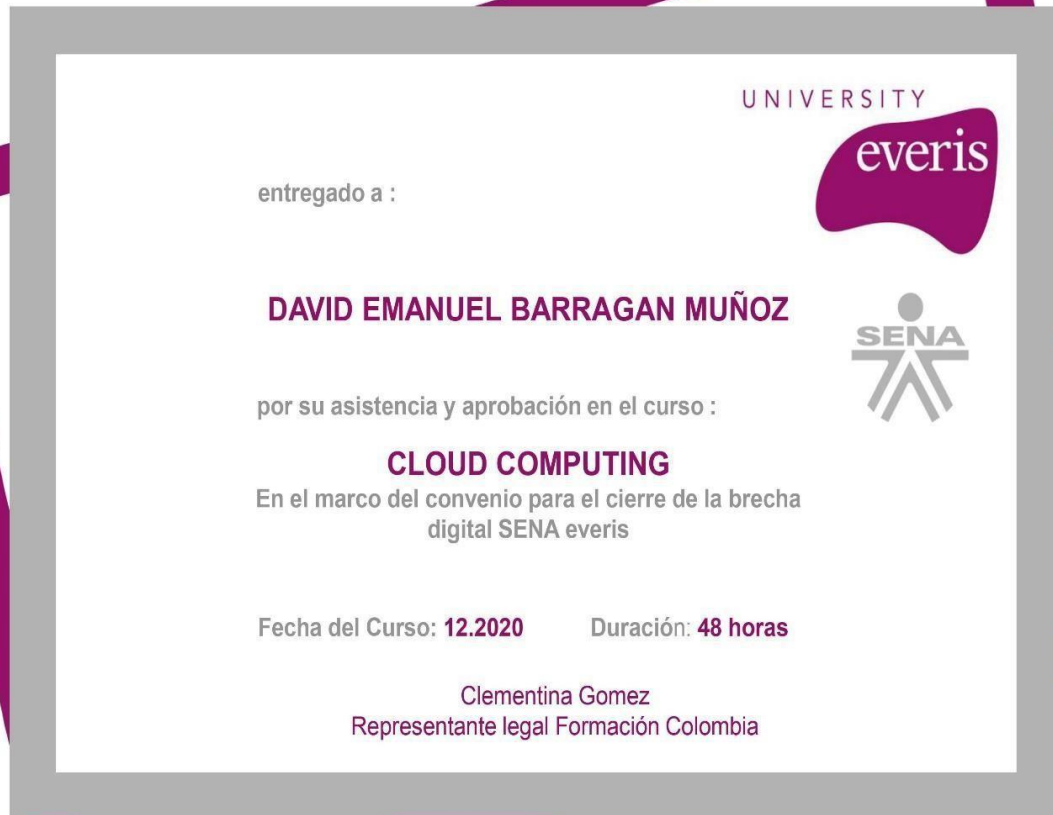 UNIVERSITY
everis
entregado a :
DAVID EMANUEL BARRAGAN MUÑOZ
SENA
por su asistencia y aprobación en el curso :
CLOUD COMPUTING
En el marco del convenio para el cierre de la brecha
digital SENA everis
Fecha del Curso: 12.2020 Duración: 48 horas
Clementina Gomez
Representante legal Formación Colombia